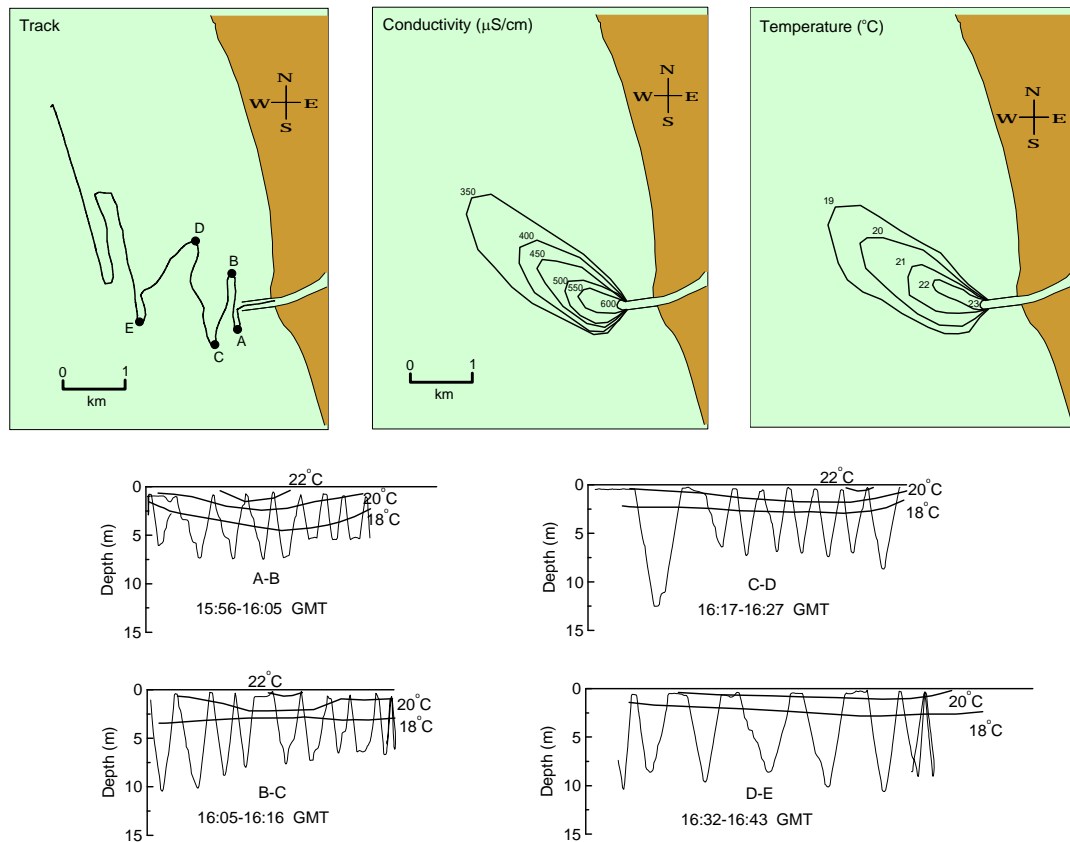 Track
N
W E
S
D
B
E
C
A
0 1
km
Conductivity (µS/cm)
N
W E
S
350
400
450
500
550
600
0 1
km
Temperature (°C)
N
W E
S
19
20
21
22
23
22°C
0
20°C
18°C
5
10
15
Depth (m)
A-B
15:56-16:05 GMT
22°C
0
20°C
18°C
5
10
15
Depth (m)
C-D
16:17-16:27 GMT
22°C
0
20°C
18°C
5
10
15
Depth (m)
B-C
16:05-16:16 GMT
0
20°C
18°C
5
10
15
Depth (m)
D-E
16:32-16:43 GMT